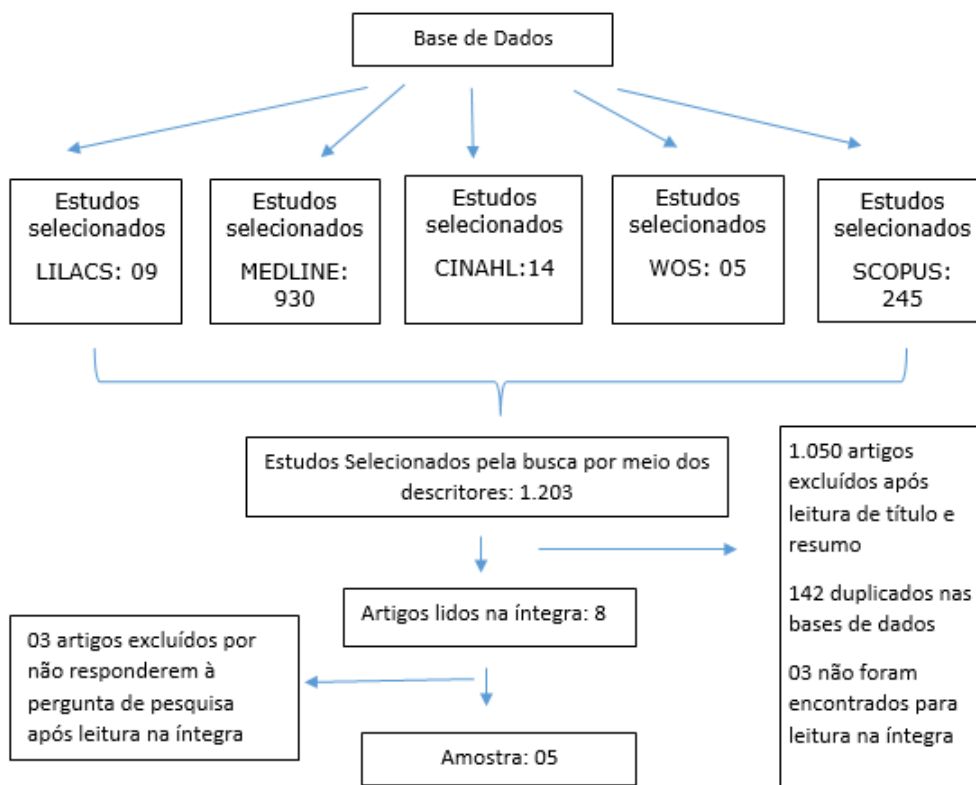 Base de Dados
Estudos
selecionados
LILACS: 09
Estudos
selecionados
MEDLINE:
930
Estudos
selecionados
CINAHL:14
Estudos
selecionados
WOS: 05
Estudos
selecionados
SCOPUS:
245
Estudos Selecionados pela busca por meio dos
descritores: 1.203
1.050 artigos
excluídos após
leitura de título e
resumo
142 duplicados nas
bases de dados
03 não foram
encontrados para
leitura na íntegra
Artigos lidos na íntegra: 8
03 artigos excluídos por
não responderem à
pergunta de pesquisa
após leitura na íntegra
Amostra: 05